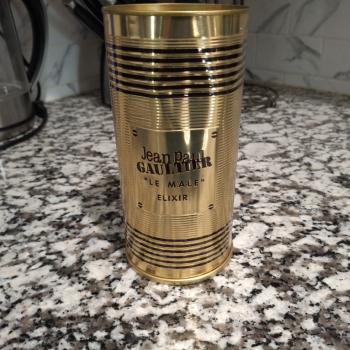 Jean Paul
GAULTIER
"LE MALE"
ELIXIR